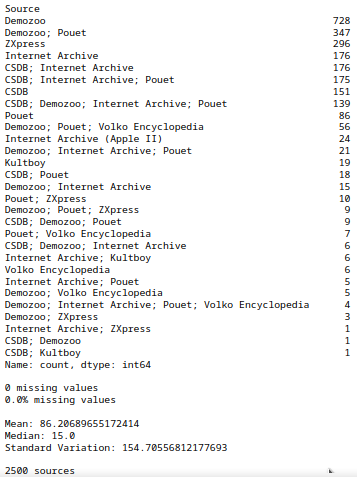 Source
Demozoo 728
Demozoo; Pouet 347
ZXpress 296
Internet Archive 176
CSDB; Internet Archive 176
CSDB; Internet Archive; Pouet 175
CSDB 151
CSDB; Demozoo; Internet Archive; Pouet 139
Pouet 86
Demozoo; Pouet; Volko Encyclopedia 56
Internet Archive (Apple II) 24
Demozoo; Internet Archive; Pouet 21
Kultboy 19
CSDB; Pouet 18
Demozoo; Internet Archive 15
Pouet; ZXpress 10
Demozoo; Pouet; ZXpress 9
CSDB; Demozoo; Pouet 9
Pouet; Volko Encyclopedia 7
CSDB; Demozoo; Internet Archive 6
Internet Archive; Kultboy 6
Volko Encyclopedia 6
Internet Archive; Pouet 5
Demozoo; Volko Encyclopedia 5
Demozoo; Internet Archive; Pouet; Volko Encyclopedia 4
Demozoo; ZXpress 3
Internet Archive; ZXpress 1
CSDB; Demozoo 1
CSDB; Kultboy 1
Name: count, dtype: int64
0 missing values
0.0% missing values
Mean: 86.20689655172414
Median: 15.0
Standard Variation: 154.70556812177693
2500 sources